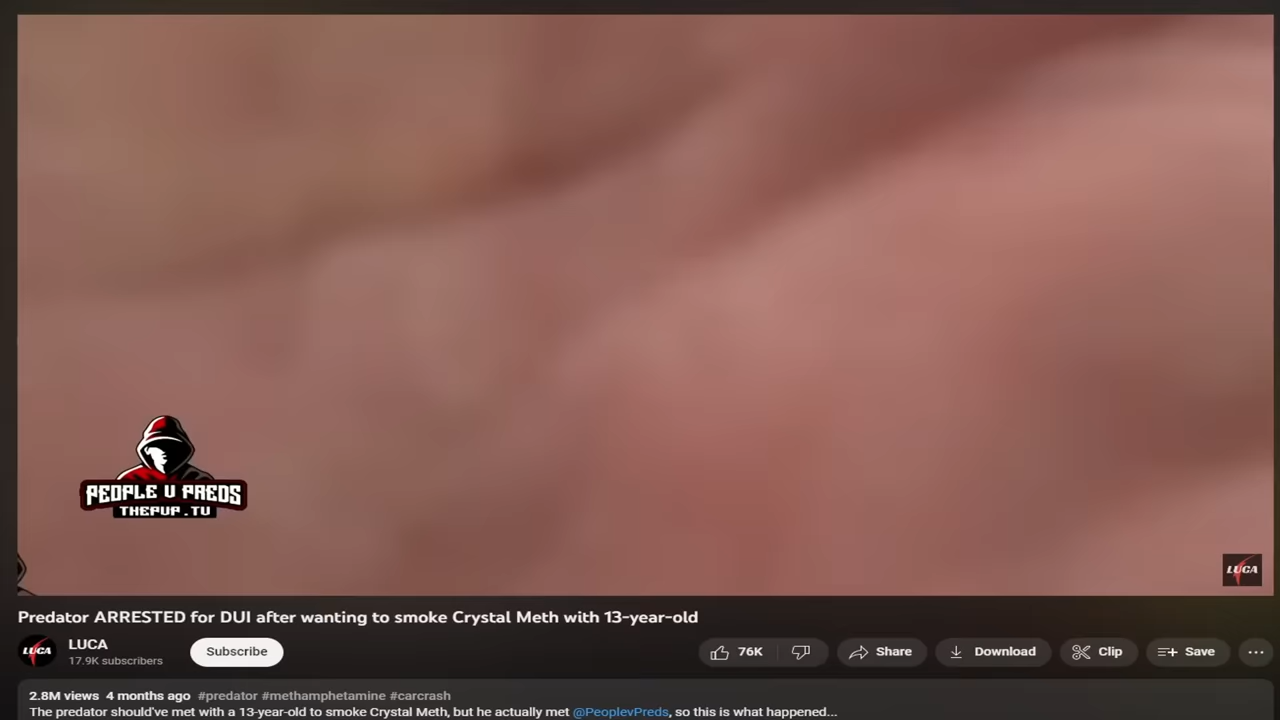 PEOPLE V PREDS
THEPVP.TV
LUCA
Predator ARRESTED for DUI after wanting to smoke Crystal Meth with 13-year-old
LUCA
LUCA
17.9K subscribers
Subscribe
76K
Share
Download
Clip
Save
2.8M views 4 months ago #predator #methamphetamine #carcrash
The predator should've met with a 13-year-old to smoke Crystal Meth, but he actually met @PeoplevPreds, so this is what happened...